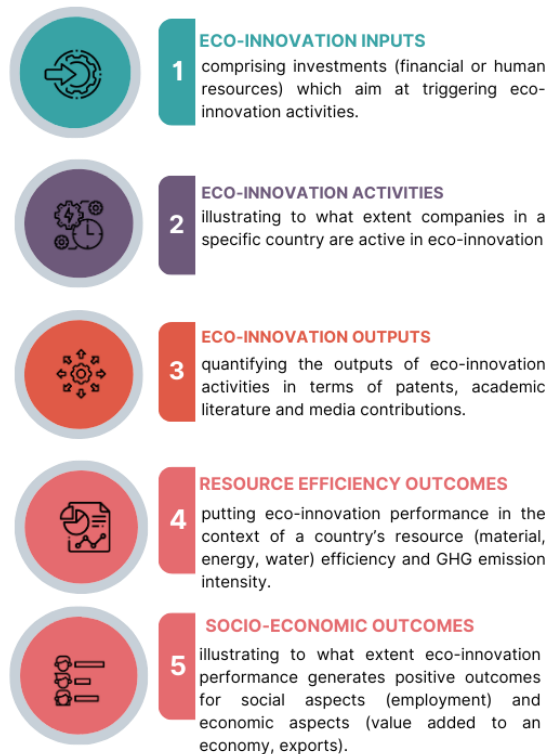 ECO-INNOVATION INPUTS
1
comprising investments (financial or human
resources) which aim at triggering eco-
innovation activities.
ECO-INNOVATION ACTIVITIES
2
illustrating to what extent companies in a
specific country are active in eco-innovation
ECO-INNOVATION OUTPUTS
3
quantifying the outputs of eco-innovation
activities in terms of patents, academic
literature and media contributions.
RESOURCE EFFICIENCY OUTCOMES
4
putting eco-innovation performance in the
context of a country's resource (material,
energy, water) efficiency and GHG emission
intensity.
SOCIO-ECONOMIC OUTCOMES
5
illustrating to what extent eco-innovation
performance generates positive outcomes
for social aspects (employment) and
economic aspects (value added to an
economy, exports).